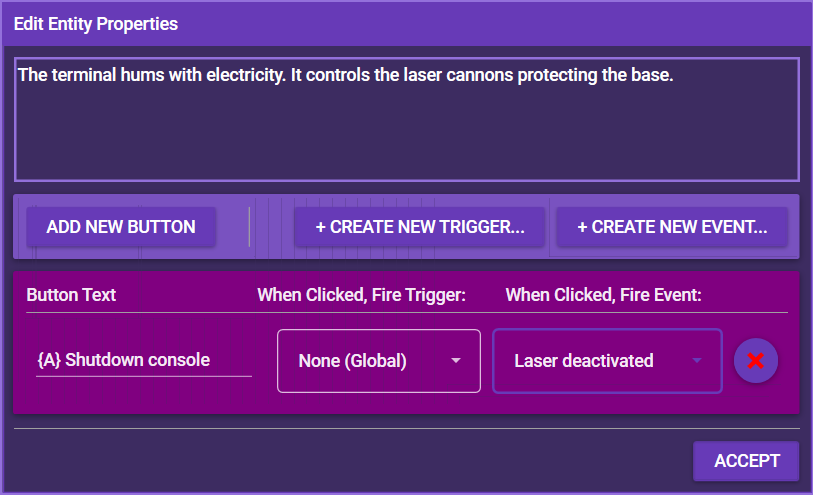 Edit Entity Properties
The terminal hums with electricity. It controls the laser cannons protecting the base.
ADD NEW BUTTON
+ CREATE NEW TRIGGER...
+ CREATE NEW EVENT...
Button Text
When Clicked, Fire Trigger:
When Clicked, Fire Event:
{A} Shutdown console
None (Global)
Laser deactivated
ACCEPT